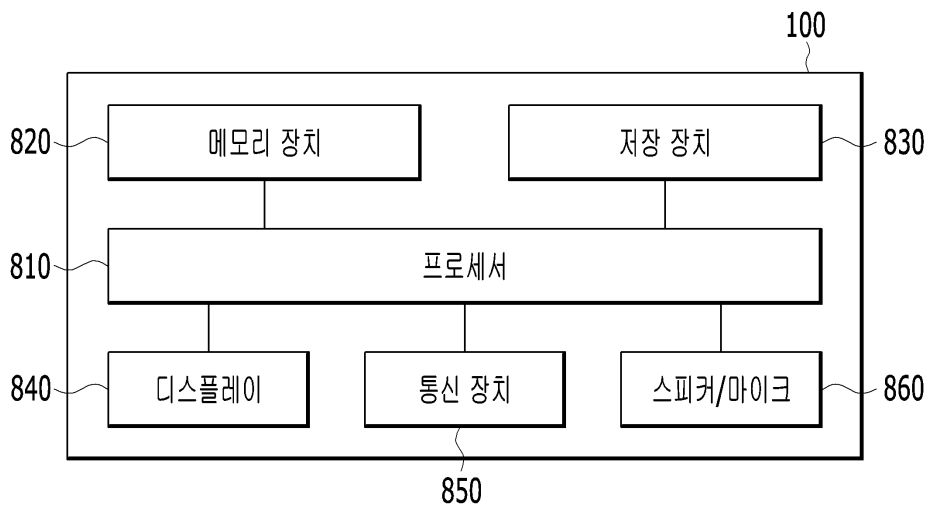 100
820
메모리 장치
저장 장치
830
810
프로세서
840
디스플레이
통신 장치
스피커/마이크
860
850